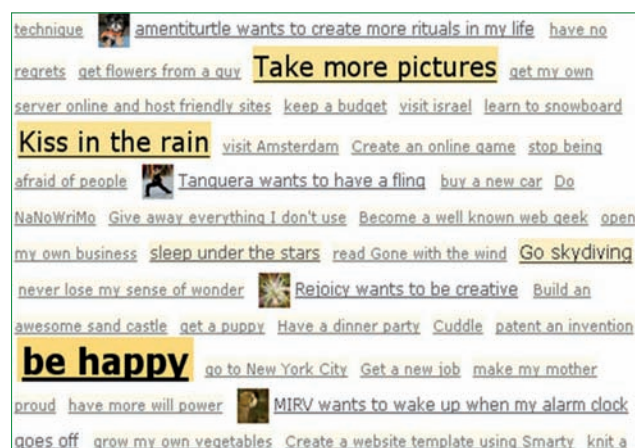 technique amentiturtle wants to create more rituals in my life have no
regrets get flowers from a guy Take more pictures get my own
server online and host friendly sites keep a budget visit israel learn to snowboard
Kiss in the rain visit Amsterdam Create an online game stop being
afraid of people Tanquera wants to have a fling buy a new car Do
NaNoWriMo Give away everything I don't use Become a well known web geek open
my own business sleep under the stars read Gone with the wind Go skydiving
never lose my sense of wonder Rejoicy wants to be creative Build an
awesome sand castle get a puppy Have a dinner party Cuddle patent an invention
be happy go to New York City Get a new job make my mother
proud have more will power MIRV wants to wake up when my alarm clock
goes off grow my own vegetables Create a website template using Smarty knit a